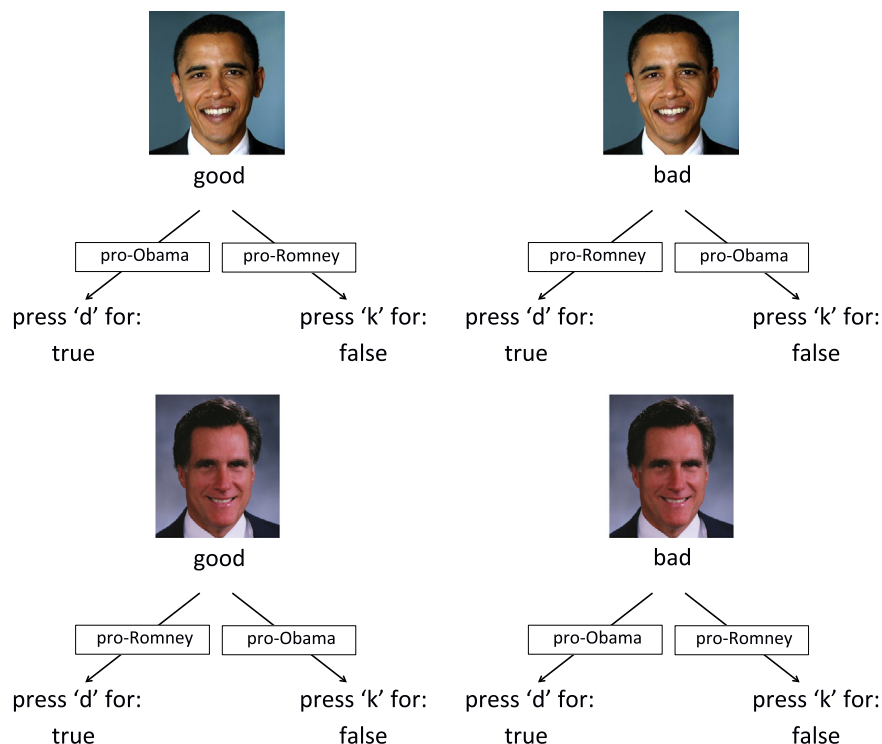 good
pro-Obama pro-Romney
press ‘d’ for: press ‘k’ for:
true false
bad
pro-Romney pro-Obama
press ‘d’ for: press ‘k’ for:
true false
good
pro-Romney pro-Obama
press ‘d’ for: press ‘k’ for:
true false
bad
pro-Obama pro-Romney
press ‘d’ for: press ‘k’ for:
true false